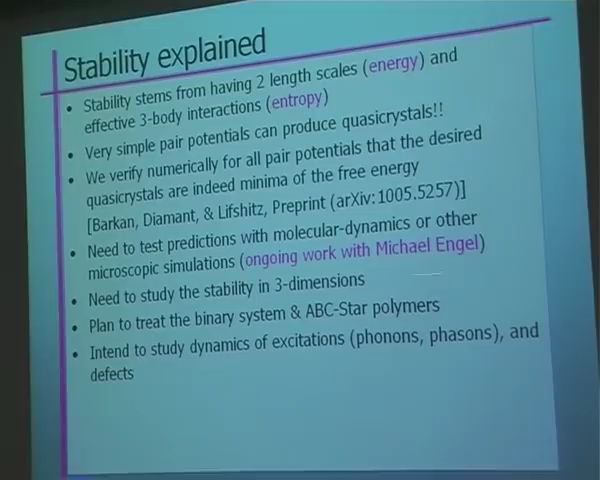 Stability explained
• Stability stems from having 2 length scales (energy) and
effective 3-body interactions (entropy)
• Very simple pair potentials can produce quasicrystals!!
• We verify numerically for all pair potentials that the desired
quasicrystals are indeed minima of the free energy
[Barkan, Diamant, & Lifshitz, Preprint (arXiv:1005.5257)]
• Need to test predictions with molecular-dynamics or other
microscopic simulations (ongoing work with Michael Engel)
• Need to study the stability in 3-dimensions
• Plan to treat the binary system & ABC-Star polymers
• Intend to study dynamics of excitations (phonons, phasons), and
defects